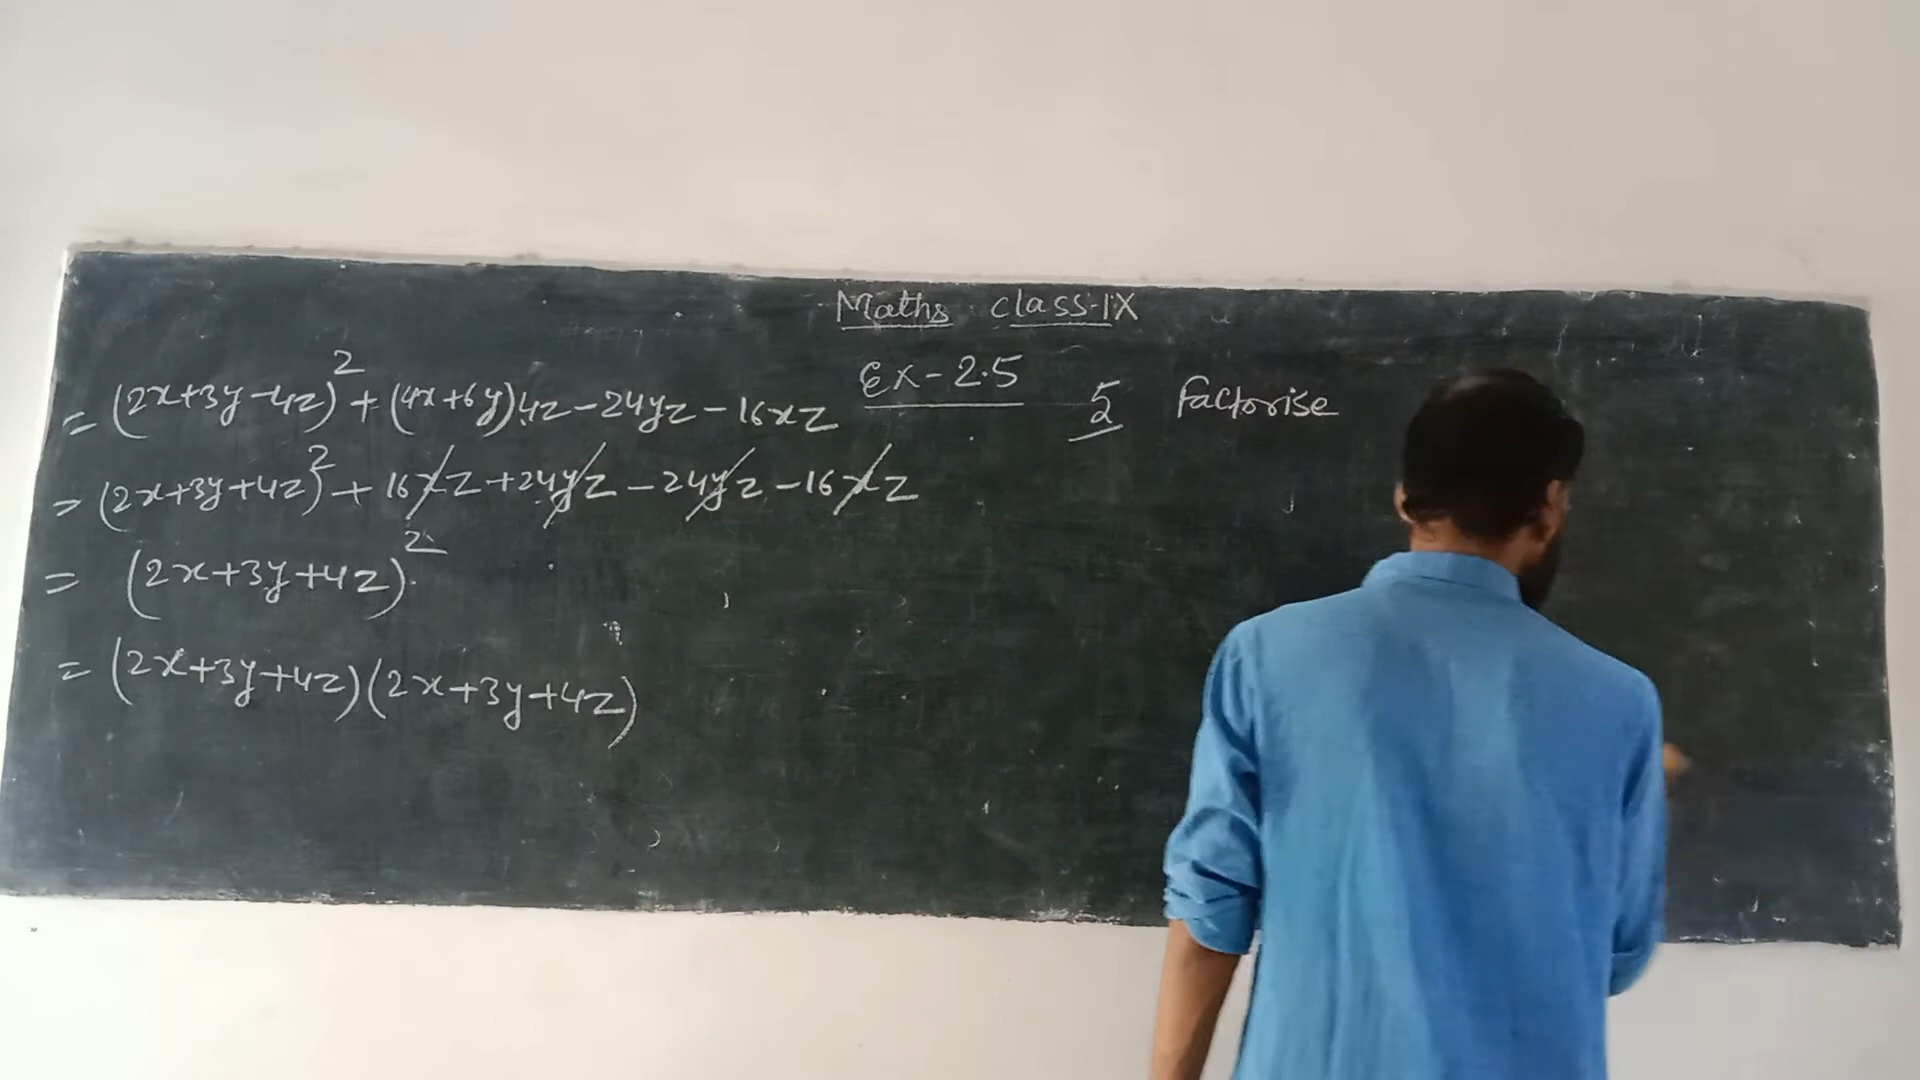 Maths class-IX
Ex-2.5
= (2x+3y-4z)² + (4x+6y)4z - 24yz - 16xz
= (2x+3y+4z)² + 16xz + 24yz - 24yz - 16xz
= (2x+3y+4z)²
= (2x+3y+4z)(2x+3y+4z)
5 Factorise